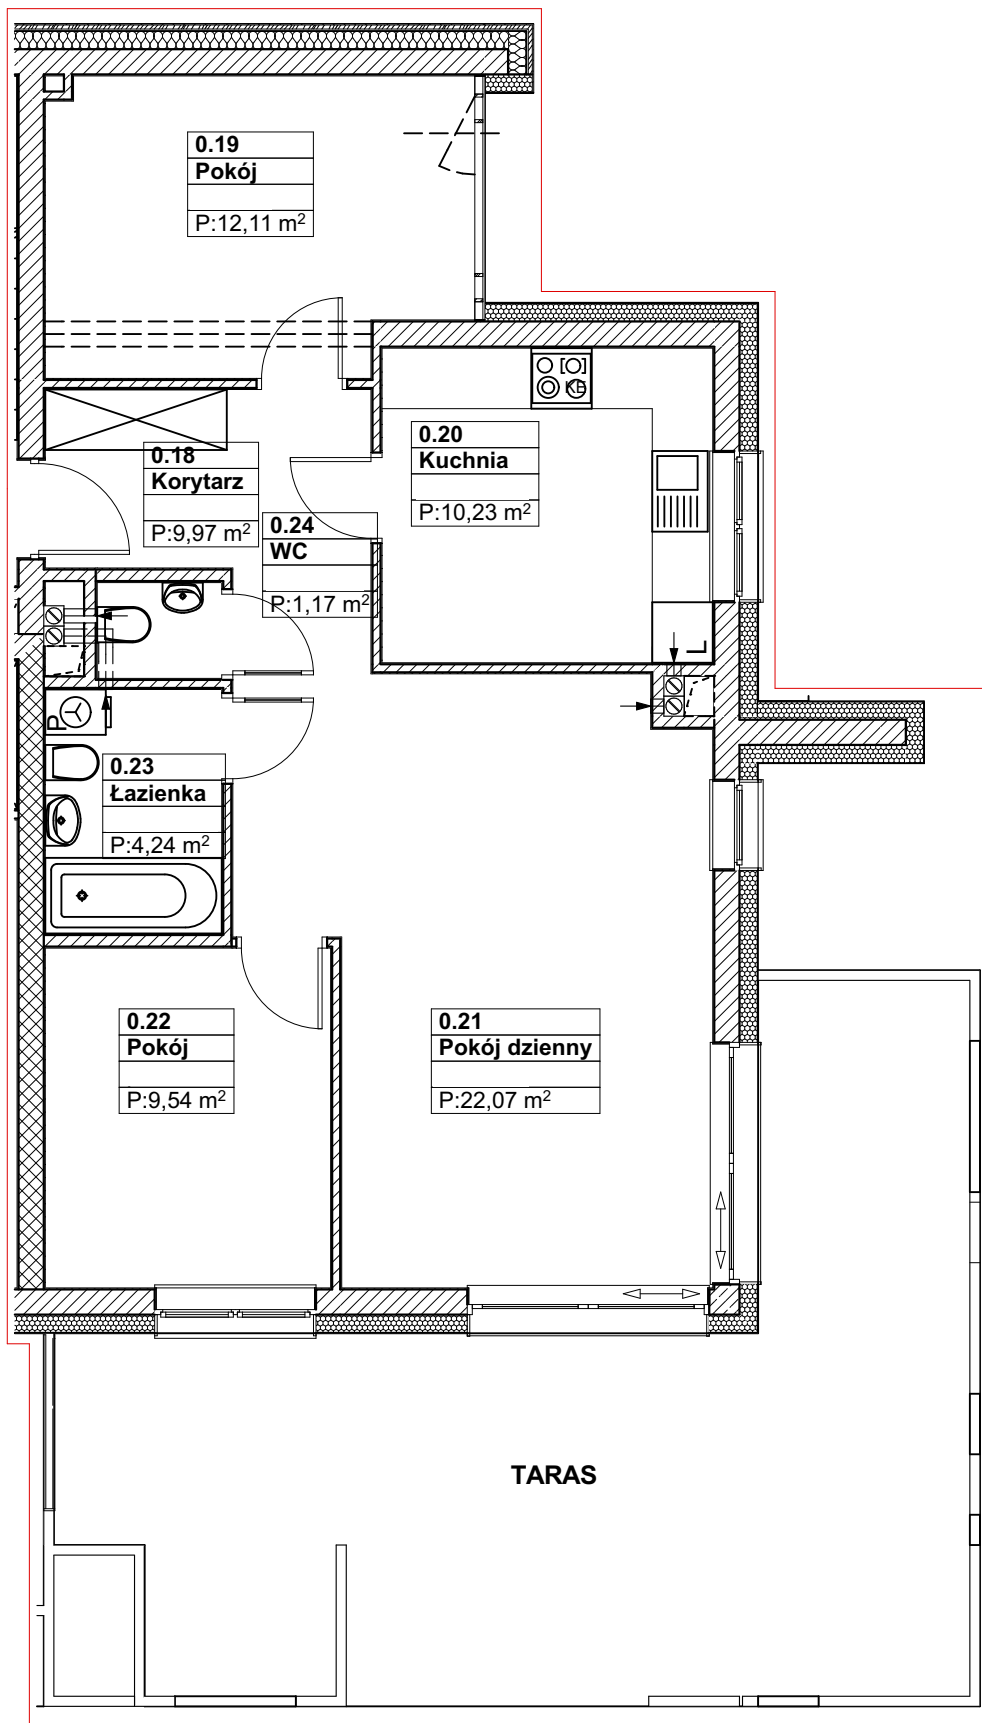 0.19
Pokój
P:12,11 m²
KE
0.20
Kuchnia
P:10,23 m²
0.18
Korytarz
P:9,97 m²
0.24
WC
P:1,17 m²
L
P
0.23
Łazienka
P:4,24 m²
0.22
Pokój
P:9,54 m²
0.21
Pokój dzienny
P:22,07 m²
TARAS